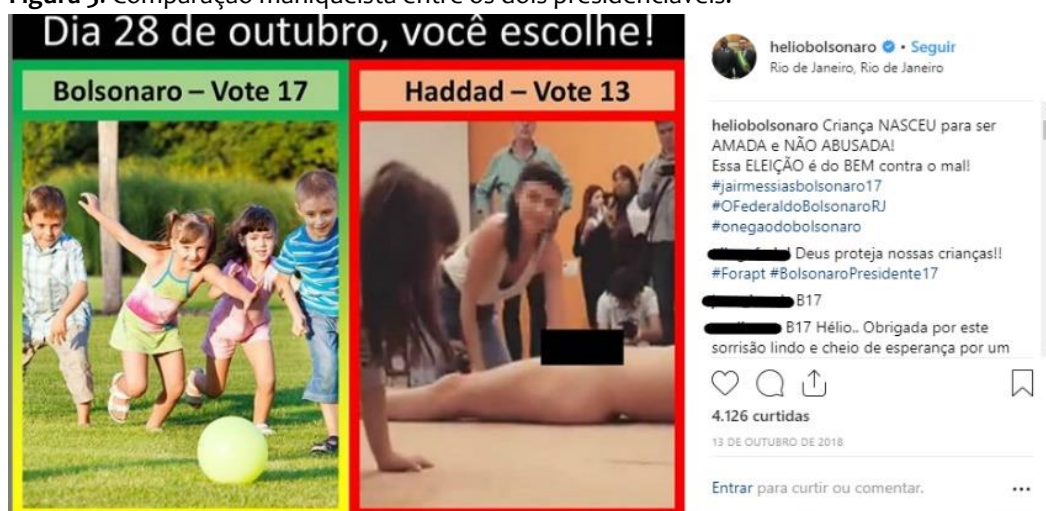 Figura 5. Comparação maniqueísta entre os dois presidenciáveis.
Dia 28 de outubro, você escolhe!
Bolsonaro – Vote 17
Haddad – Vote 13
heliobolsonaro • Seguir
Rio de Janeiro, Rio de Janeiro
heliobolsonaro Criança NASCEU para ser
AMADA e NÃO ABUSADA!
Essa ELEIÇÃO é do BEM contra o mal!
#jairmessiasbolsonaro17
#OFederaldoBolsonaroRJ
#onegaodobolsonaro
Deus proteja nossas crianças!!
#Forapt #BolsonaroPresidente17
B17
B17 Hélio.. Obrigada por este
sorrisão lindo e cheio de esperança por um
4.126 curtidas
13 DE OUTUBRO DE 2018
Entrar para curtir ou comentar.